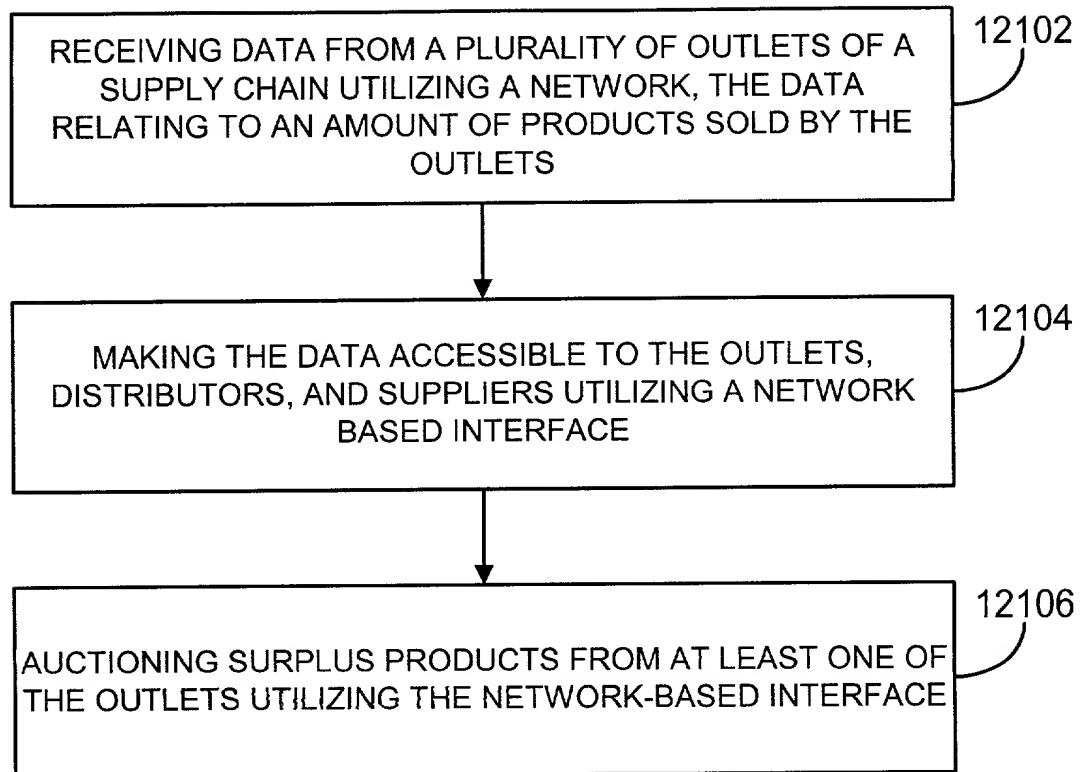 RECEIVING DATA FROM A PLURALITY OF OUTLETS OF A
SUPPLY CHAIN UTILIZING A NETWORK, THE DATA
RELATING TO AN AMOUNT OF PRODUCTS SOLD BY THE
OUTLETS
12102
MAKING THE DATA ACCESSIBLE TO THE OUTLETS,
DISTRIBUTORS, AND SUPPLIERS UTILIZING A NETWORK
BASED INTERFACE
12104
AUCTIONING SURPLUS PRODUCTS FROM AT LEAST ONE OF
THE OUTLETS UTILIZING THE NETWORK-BASED INTERFACE
12106